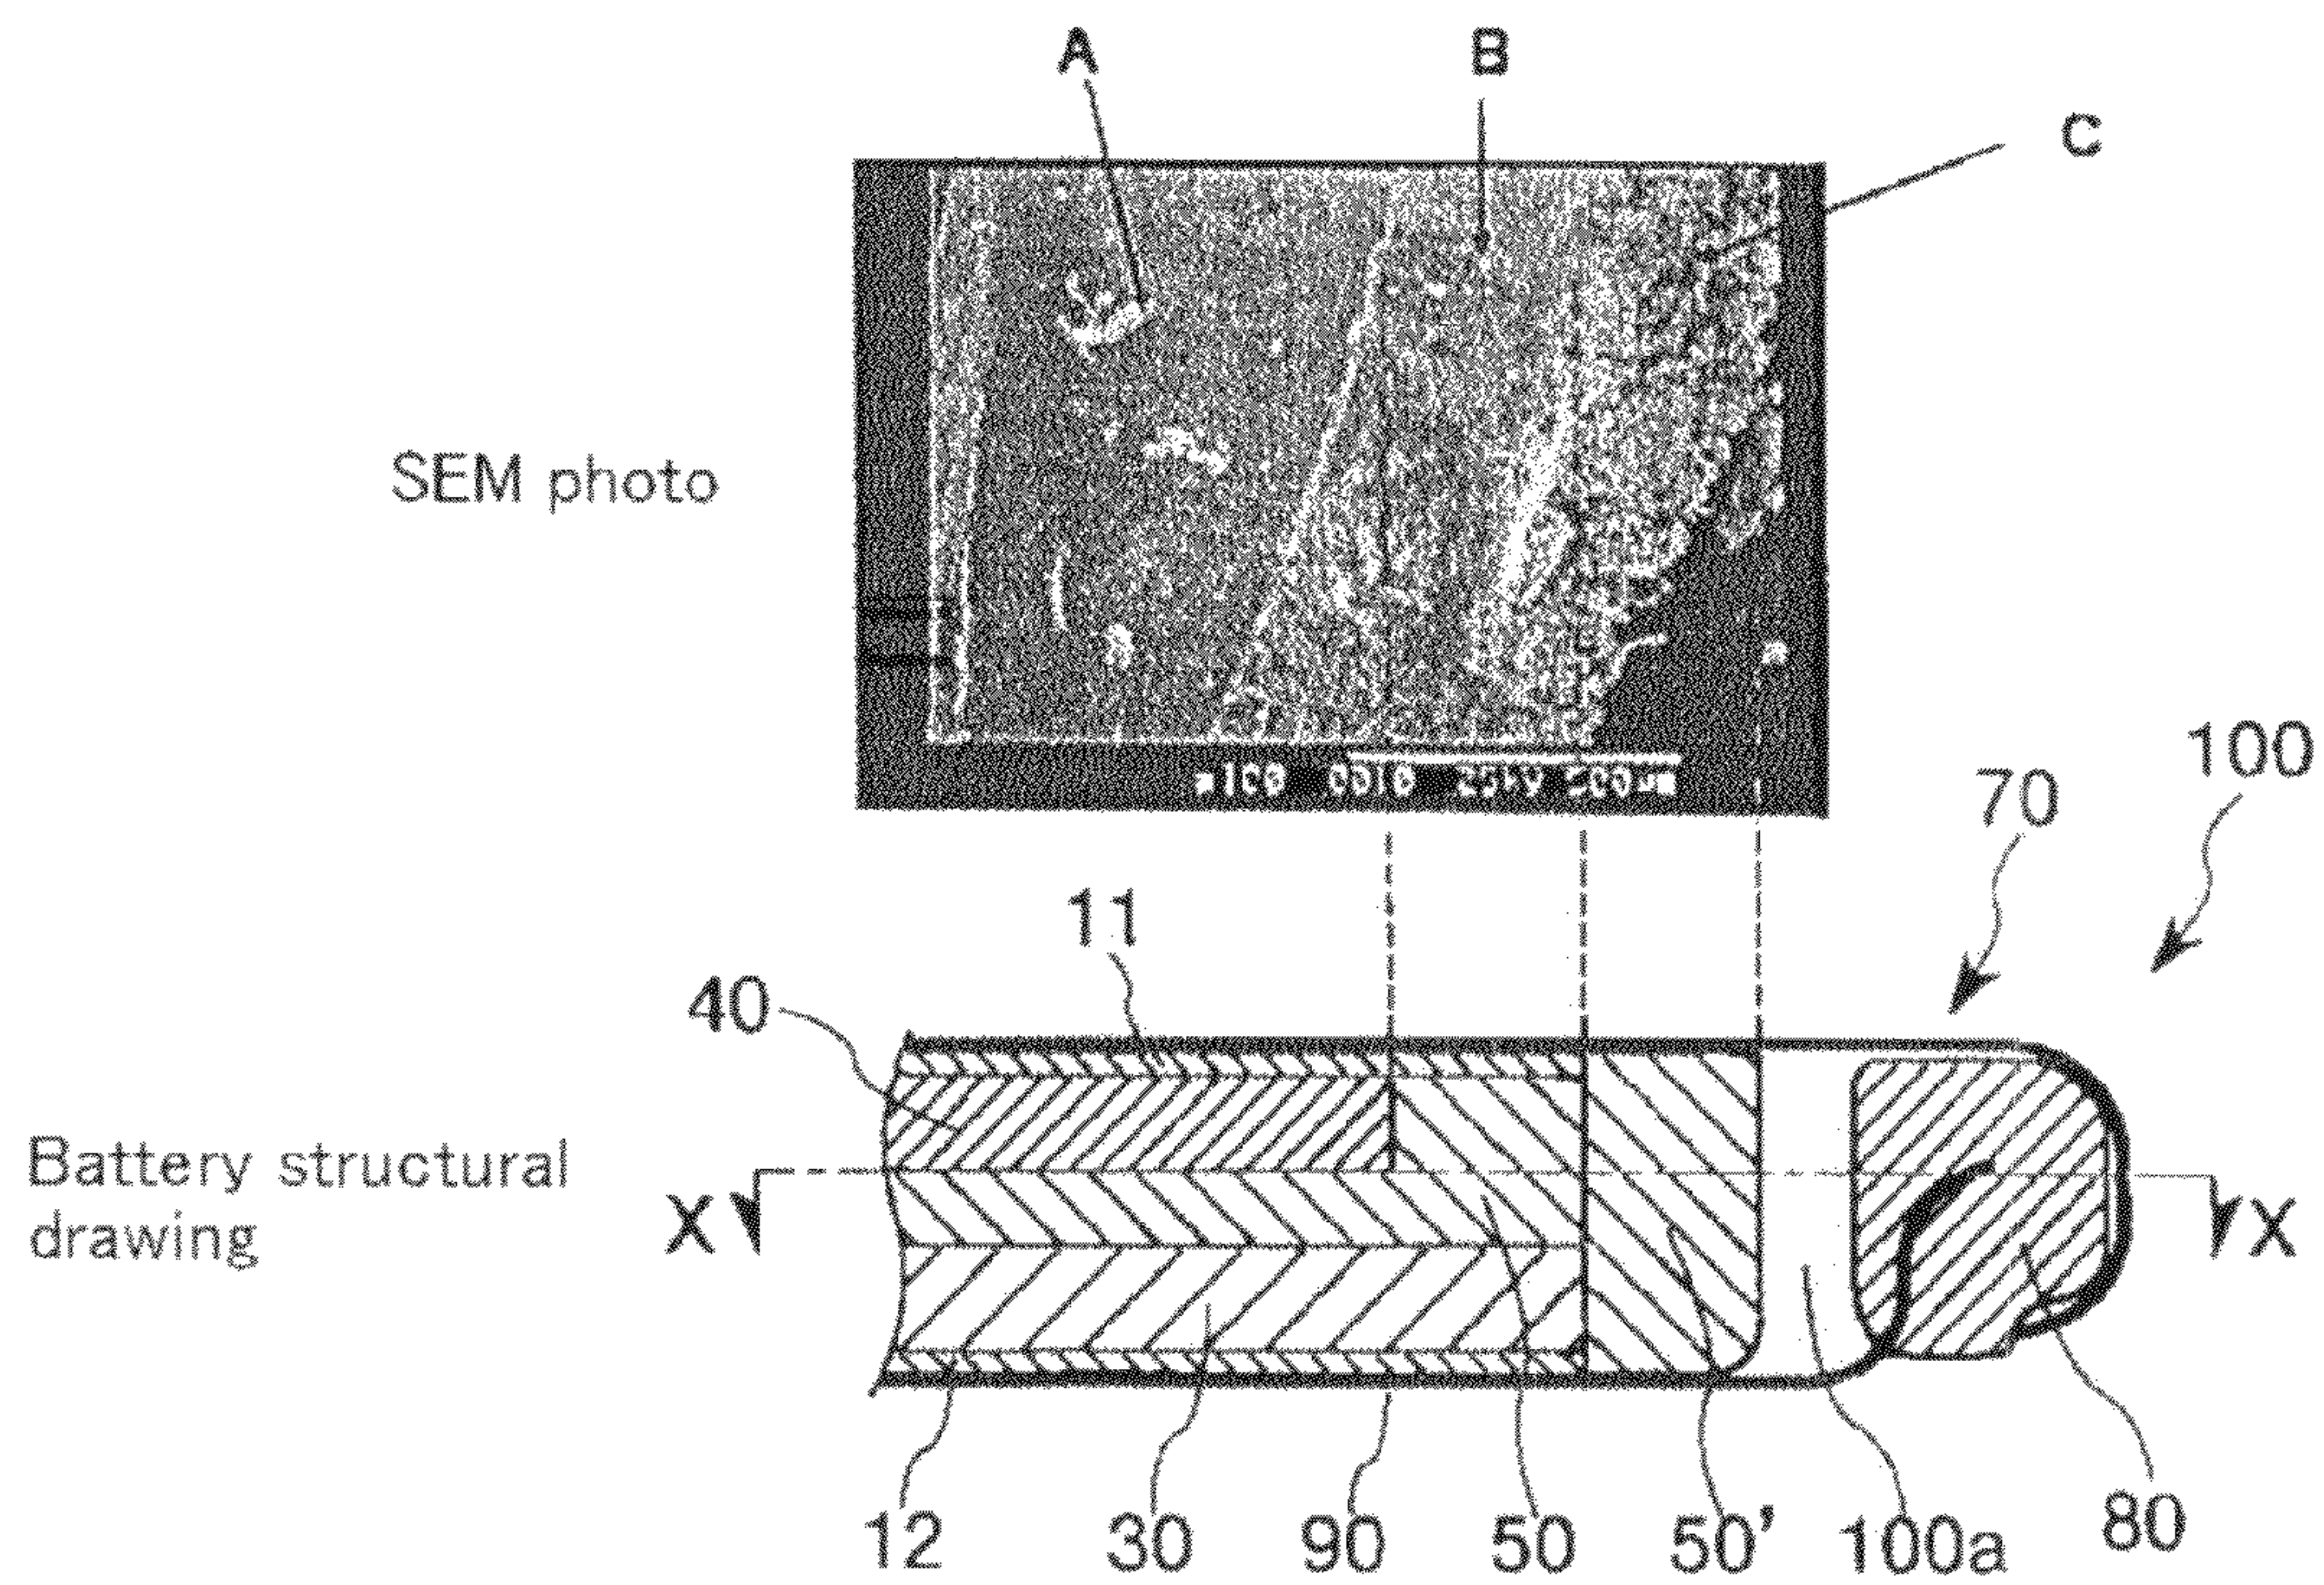 A
B
C
SEM photo
100
70
11
40
Battery structural
drawing
X
X
12
30
90
50
50’
100a
80